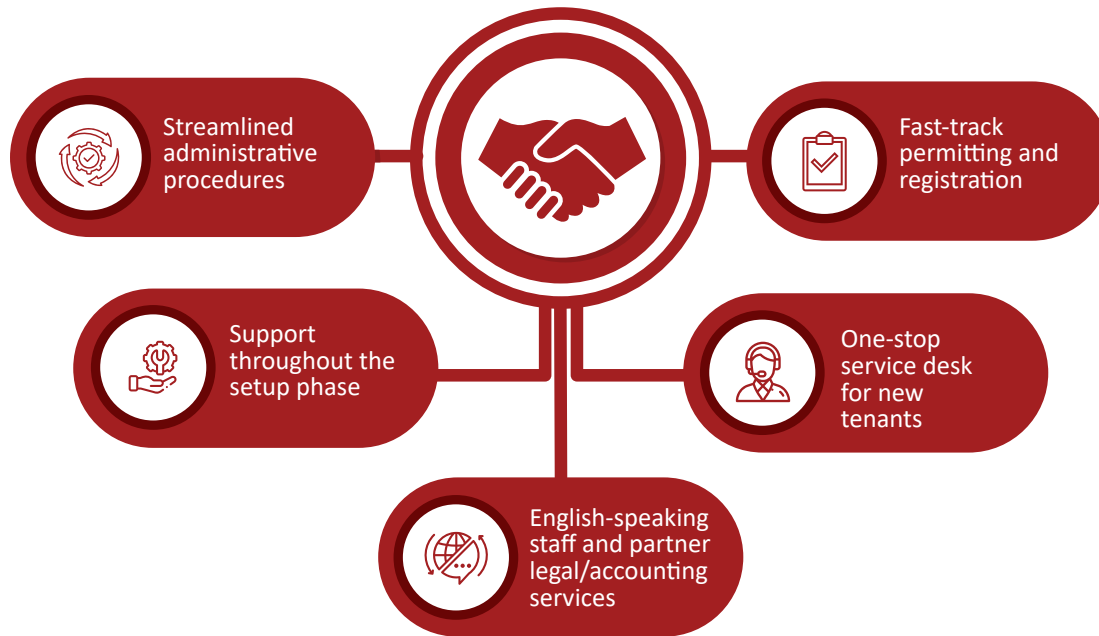 Streamlined
administrative
procedures
Fast-track
permitting and
registration
Support
throughout the
setup phase
One-stop
service desk
for new
tenants
English-speaking
staff and partner
legal/accounting
services